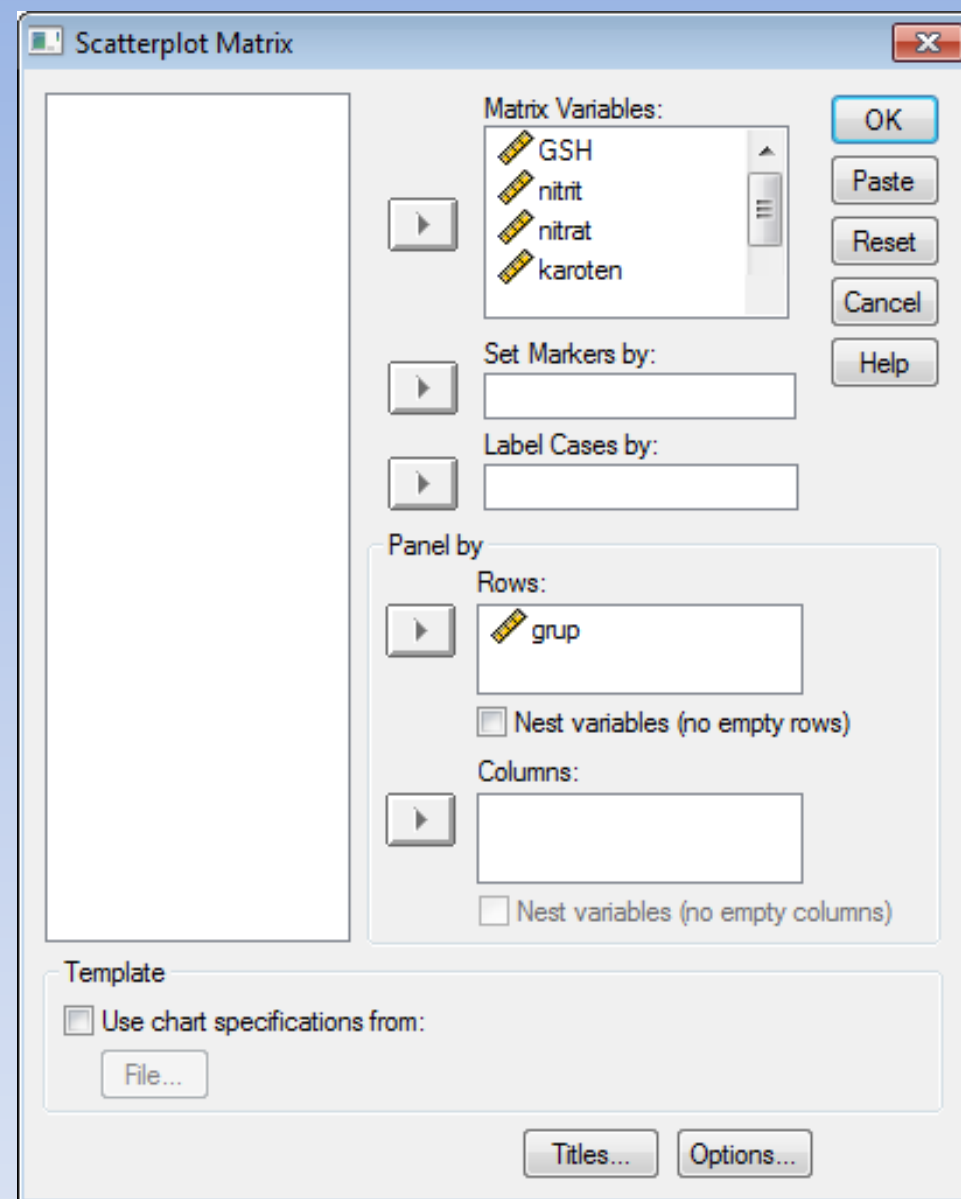 Scatterplot Matrix
Matrix Variables:
GSH
nitrit
nitrat
karoten
OK
Paste
Reset
Cancel
Help
Set Markers by:
Label Cases by:
Panel by
Rows:
grup
Nest variables (no empty rows)
Columns:
Nest variables (no empty columns)
Template
Use chart specifications from:
File...
Titles...
Options...